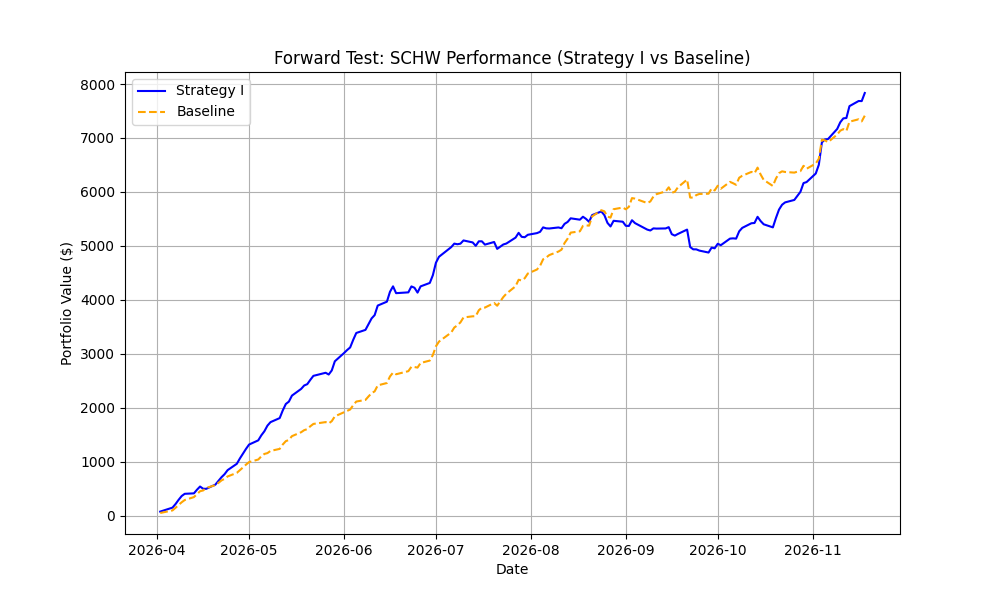 Forward Test: SCHW Performance (Strategy I vs Baseline)
Strategy I
Baseline
Portfolio Value ($)
8000
7000
6000
5000
4000
3000
2000
1000
0
2026-04 2026-05 2026-06 2026-07 2026-08 2026-09 2026-10 2026-11
Date